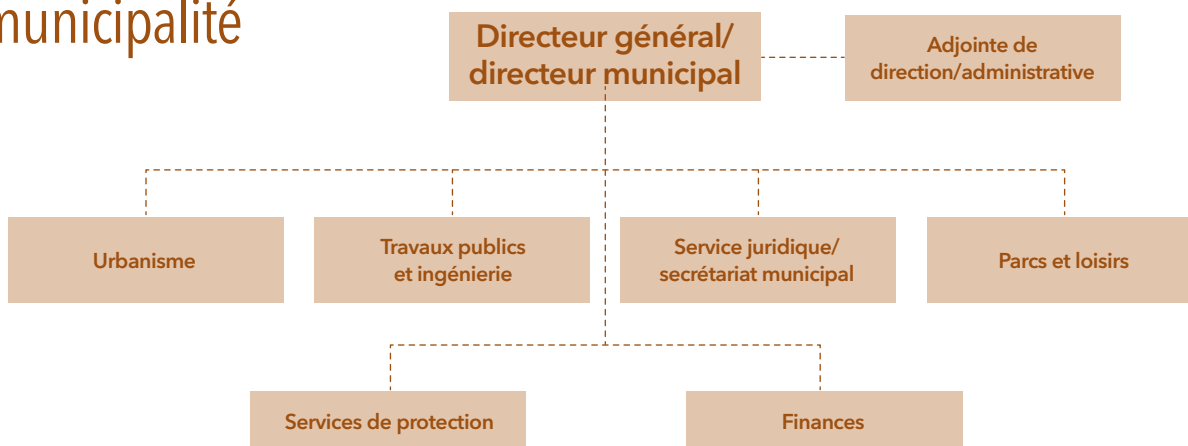 municipalité
Directeur général/
directeur municipal
Adjointe de
direction/administrative
Urbanisme
Travaux publics
et ingénierie
Service juridique/
secrétariat municipal
Parcs et loisirs
Services de protection
Finances